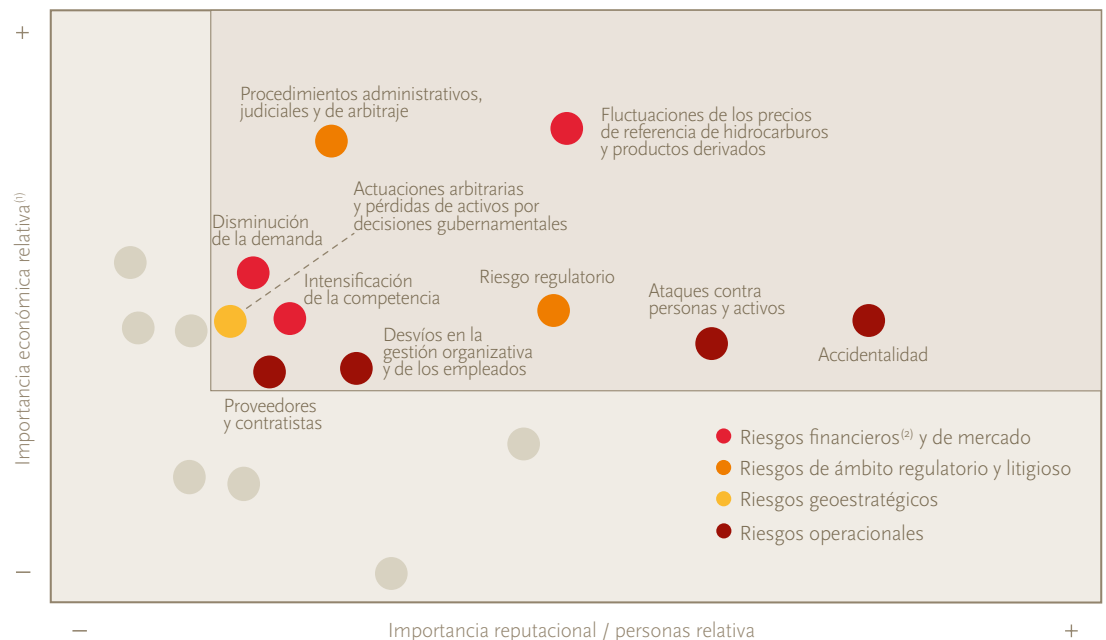 +
Importancia económica relativa⁽¹⁾
−
Procedimientos administrativos,
judiciales y de arbitraje
Fluctuaciones de los precios
de referencia de hidrocarburos
y productos derivados
Actuaciones arbitrarias
y pérdidas de activos por
decisiones gubernamentales
Disminución
de la demanda
Intensificación
de la competencia
Riesgo regulatorio
Ataques contra
personas y activos
Accidentalidad
Desvíos en la
gestión organizativa
y de los empleados
Proveedores
y contratistas
Riesgos financieros⁽²⁾ y de mercado
Riesgos de ámbito regulatorio y litigioso
Riesgos geoestratégicos
Riesgos operacionales
−
Importancia reputacional / personas relativa
+